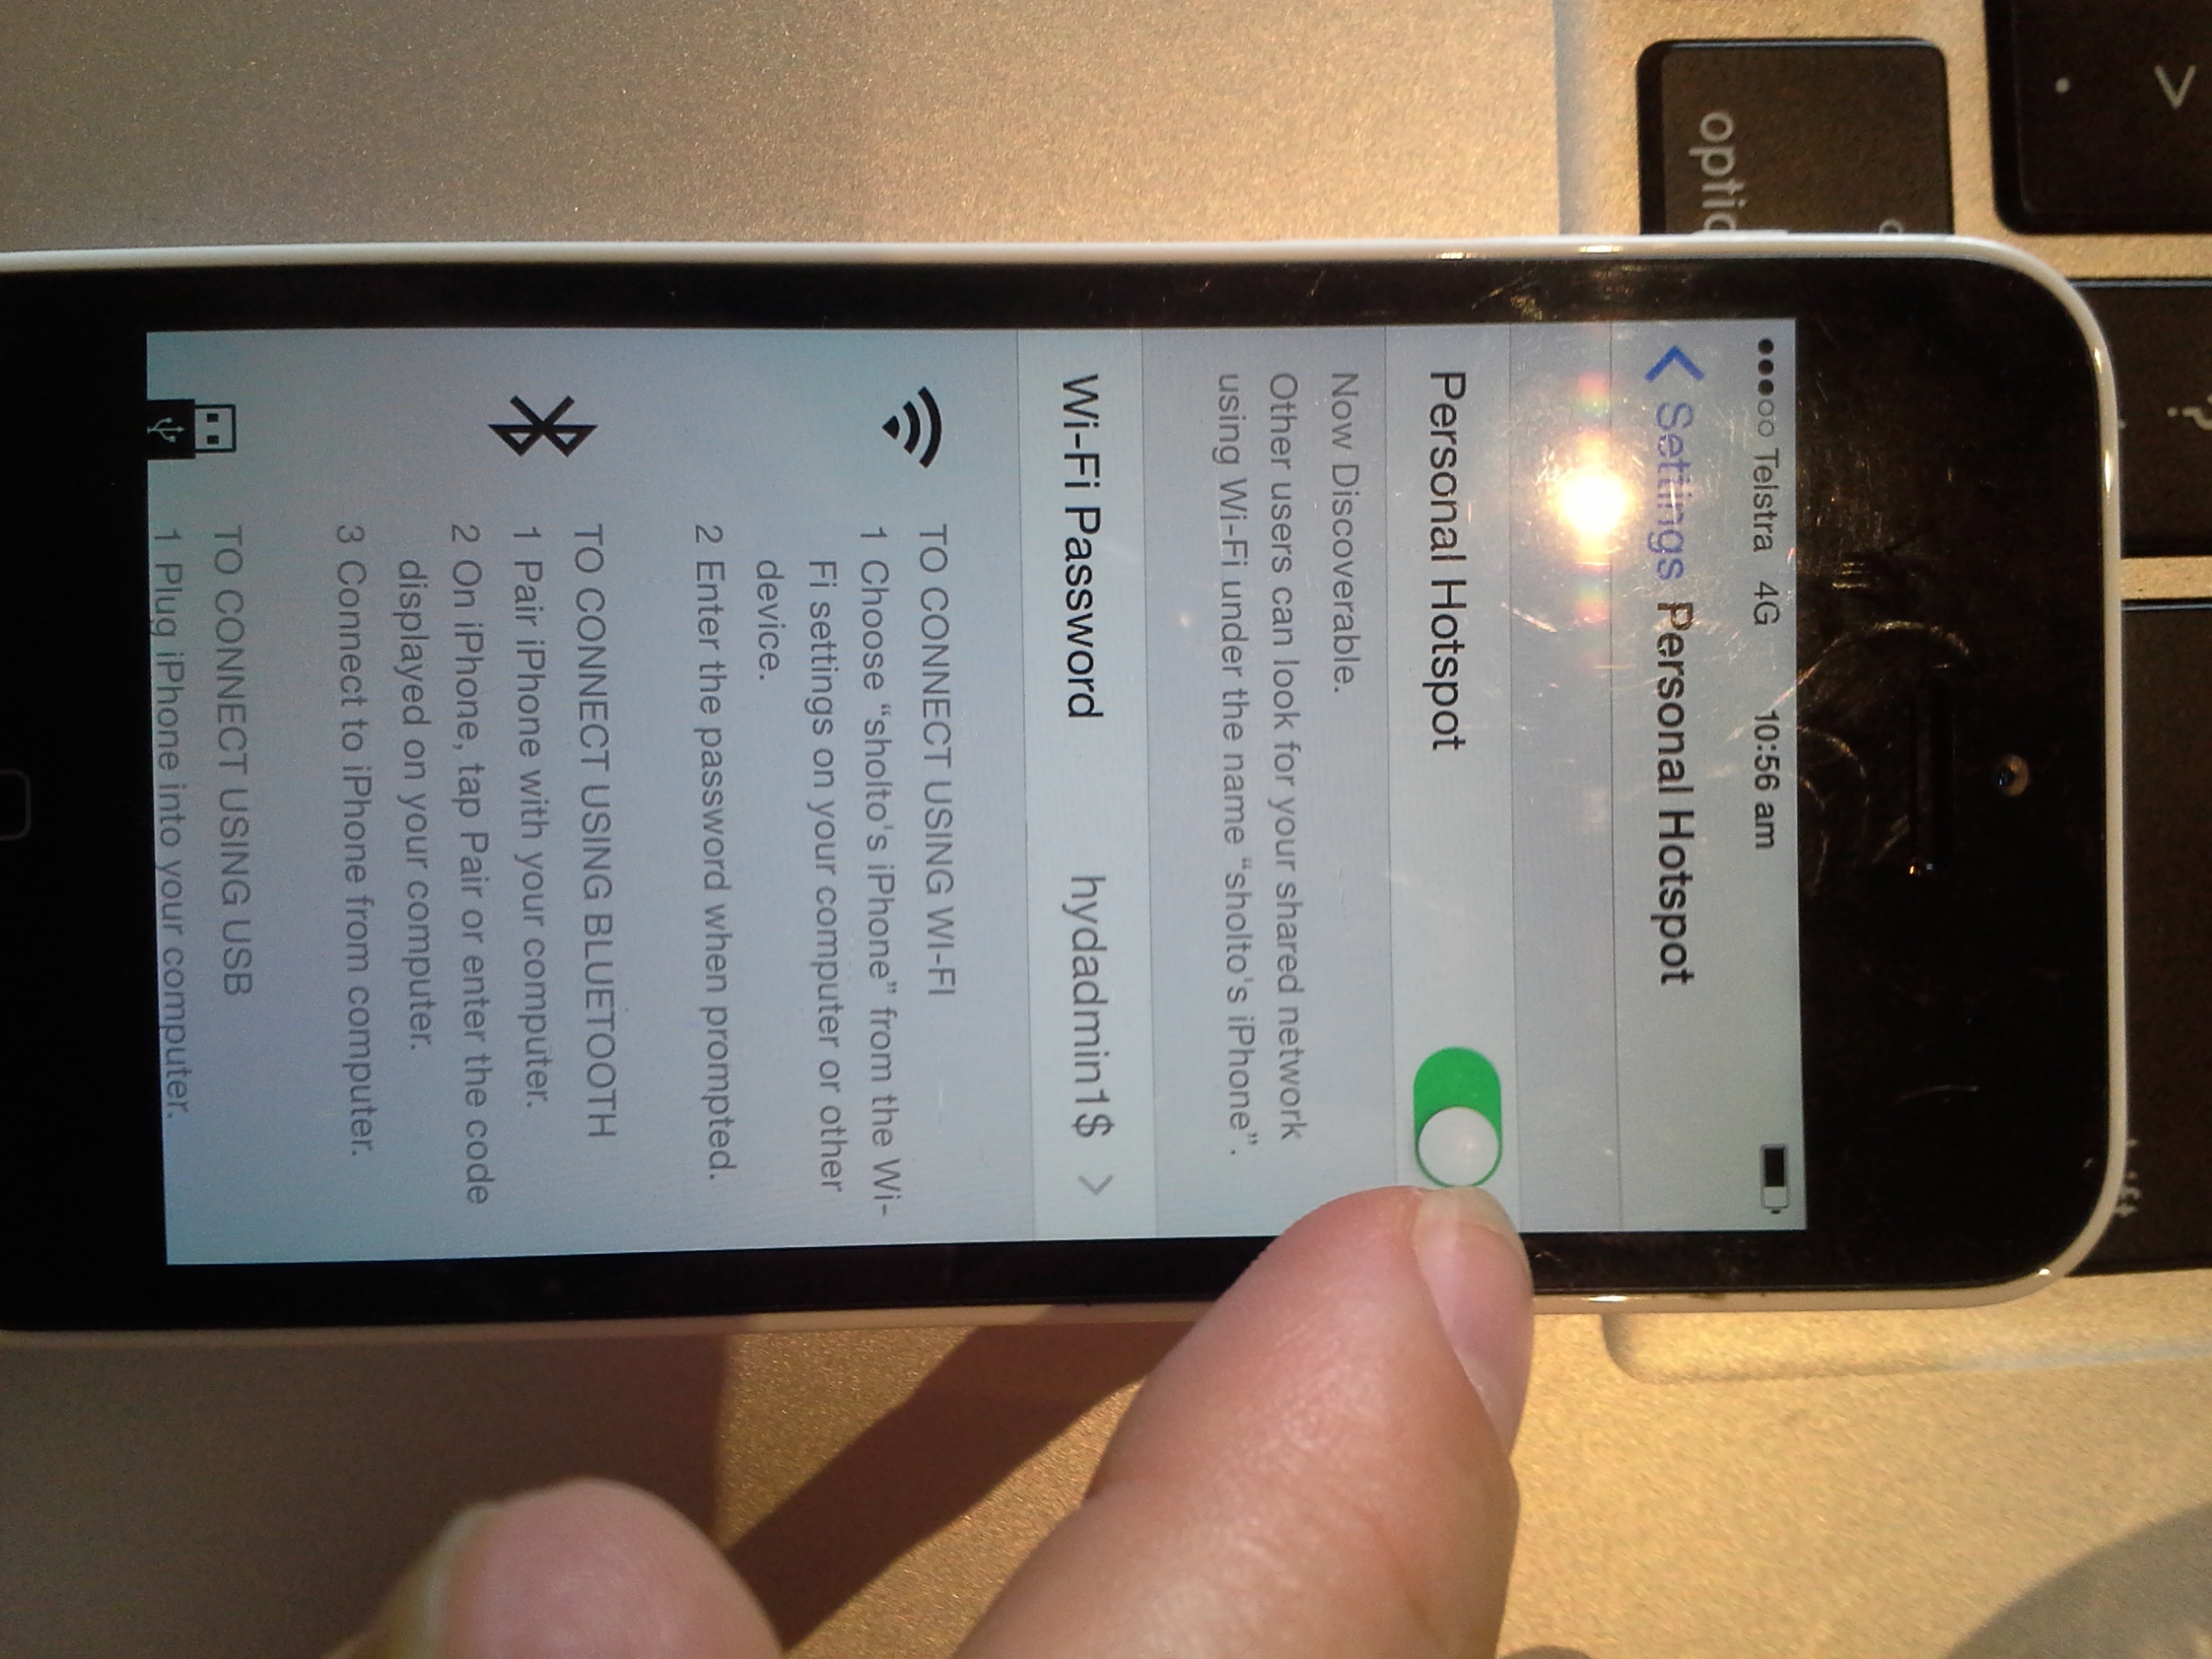 ●●●○○ Telstra 4G 10:56 am
Settings Personal Hotspot
Personal Hotspot
Now Discoverable.
Other users can look for your shared network
using Wi-Fi under the name “sholto's iPhone”.
Wi-Fi Password hydadmin1$
TO CONNECT USING WI-FI
1 Choose “sholto's iPhone” from the Wi-
Fi settings on your computer or other
device.
2 Enter the password when prompted.
TO CONNECT USING BLUETOOTH
1 Pair iPhone with your computer.
2 On iPhone, tap Pair or enter the code
displayed on your computer.
3 Connect to iPhone from computer.
TO CONNECT USING USB
1 Plug iPhone into your computer.
>
.
?